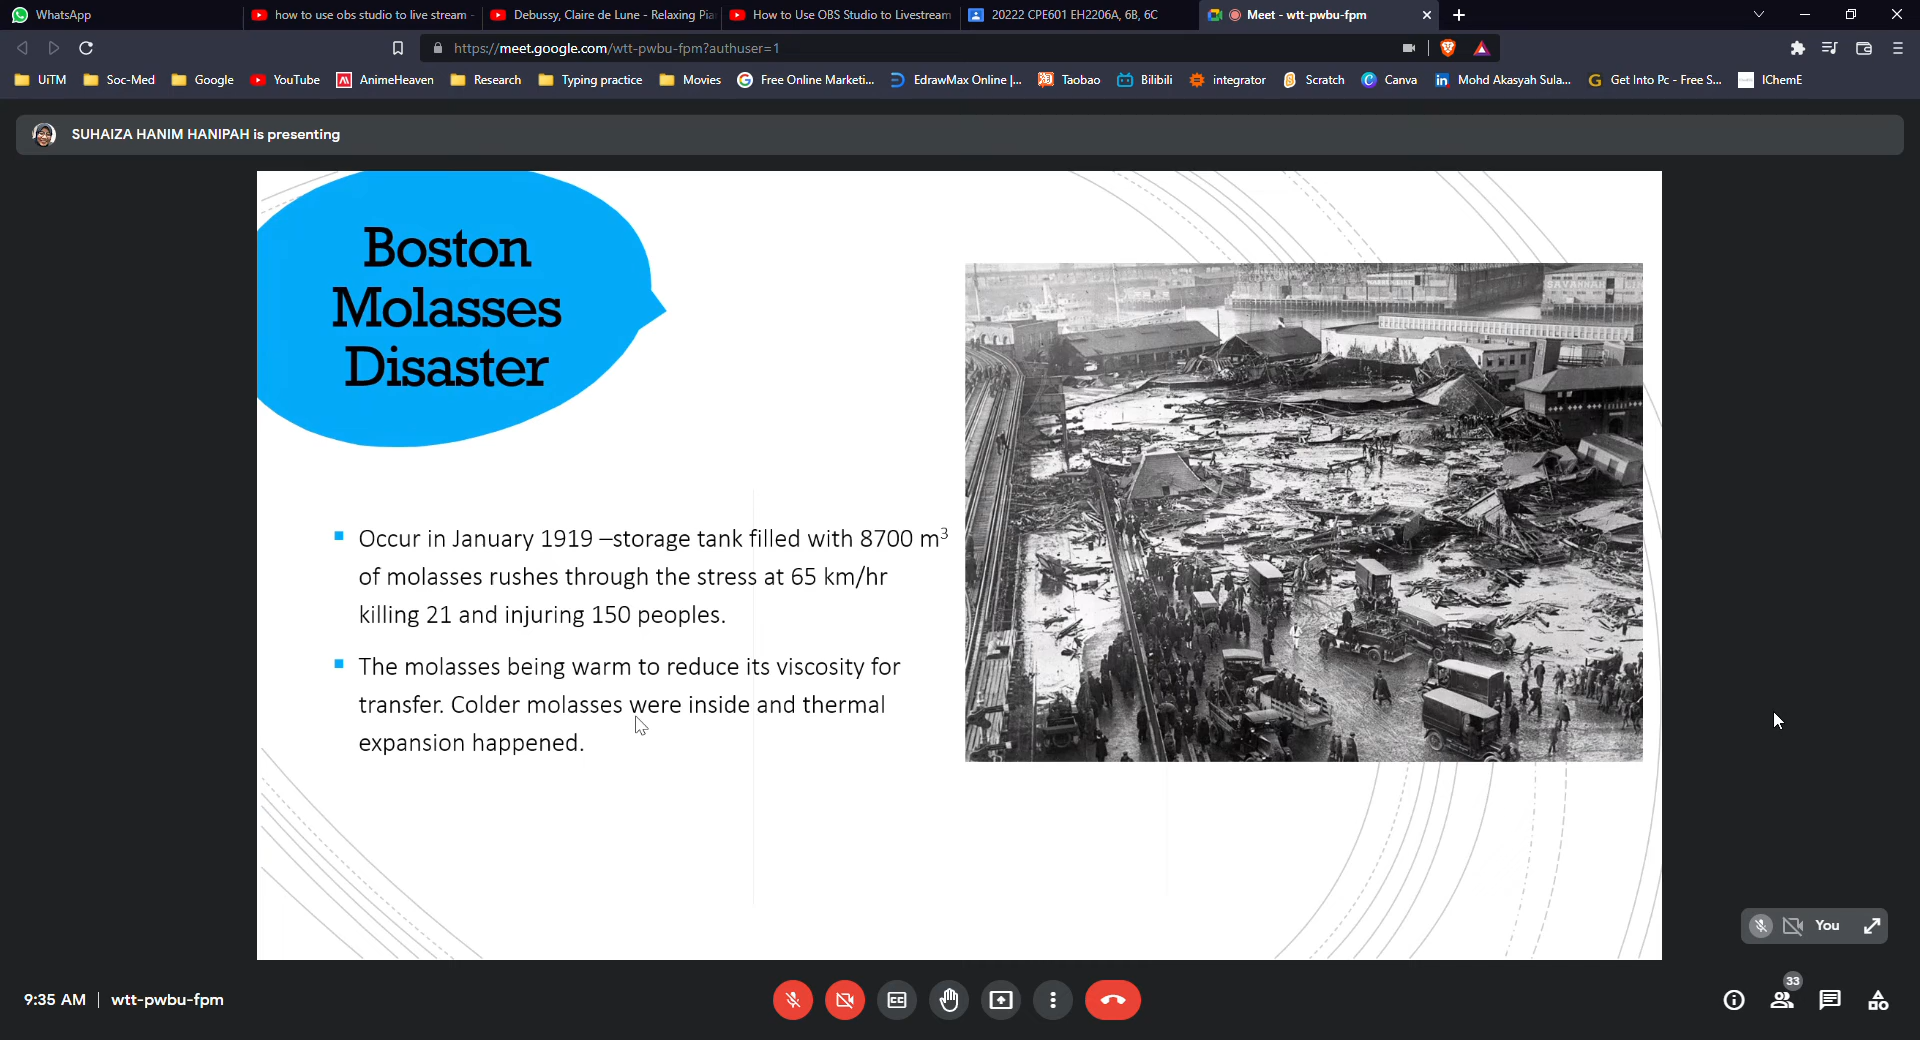 WhatsApp
how to use obs studio to live stream -
Debussy, Claire de Lune - Relaxing Pia
How to Use OBS Studio to Livestream
20222 CPE601 EH2206A, 6B, 6C
Meet - wtt-pwbu-fpm
https://meet.google.com/wtt-pwbu-fpm?authuser=1
UiTM
Soc-Med
Google
YouTube
AnimeHeaven
Research
Typing practice
Movies
Free Online Marketi...
EdrawMax Online |...
Taobao
Bilibili
integrator
Scratch
Canva
Mohd Akasyah Sula...
Get Into Pc - Free S...
IChemE
SUHAIZA HANIM HANIPAH is presenting
Boston
Molasses
Disaster
SAVANNAH LI
Occur in January 1919 –storage tank filled with 8700 m³
of molasses rushes through the stress at 65 km/hr
killing 21 and injuring 150 peoples.
The molasses being warm to reduce its viscosity for
transfer. Colder molasses were inside and thermal
expansion happened.
You
9:35 AM | wtt-pwbu-fpm
33